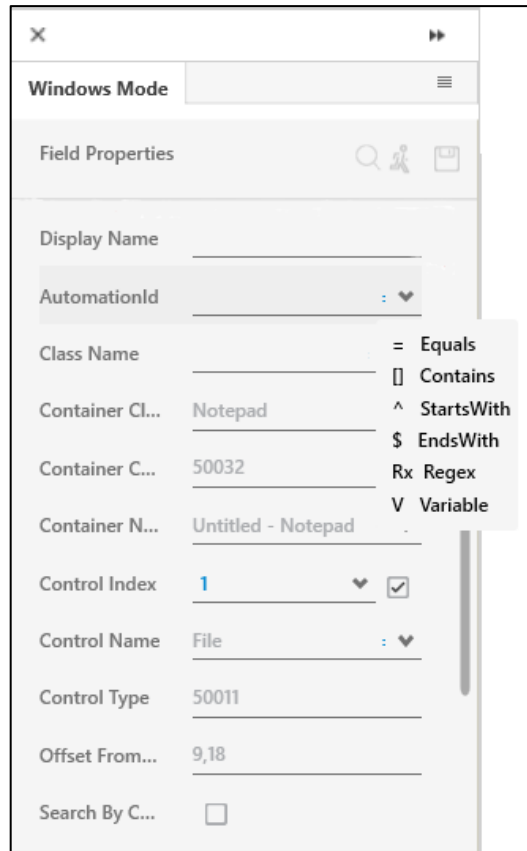 Windows Mode
Field Properties
Display Name
AutomationId =
= Equals
Class Name
[] Contains
^ StartsWith
Container Cl... Notepad
$ EndsWith
Container C... 50032
Rx Regex
V Variable
Container N... Untitled - Notepad
Control Index 1
Control Name File =
Control Type 50011
Offset From... 9,18
Search By C...